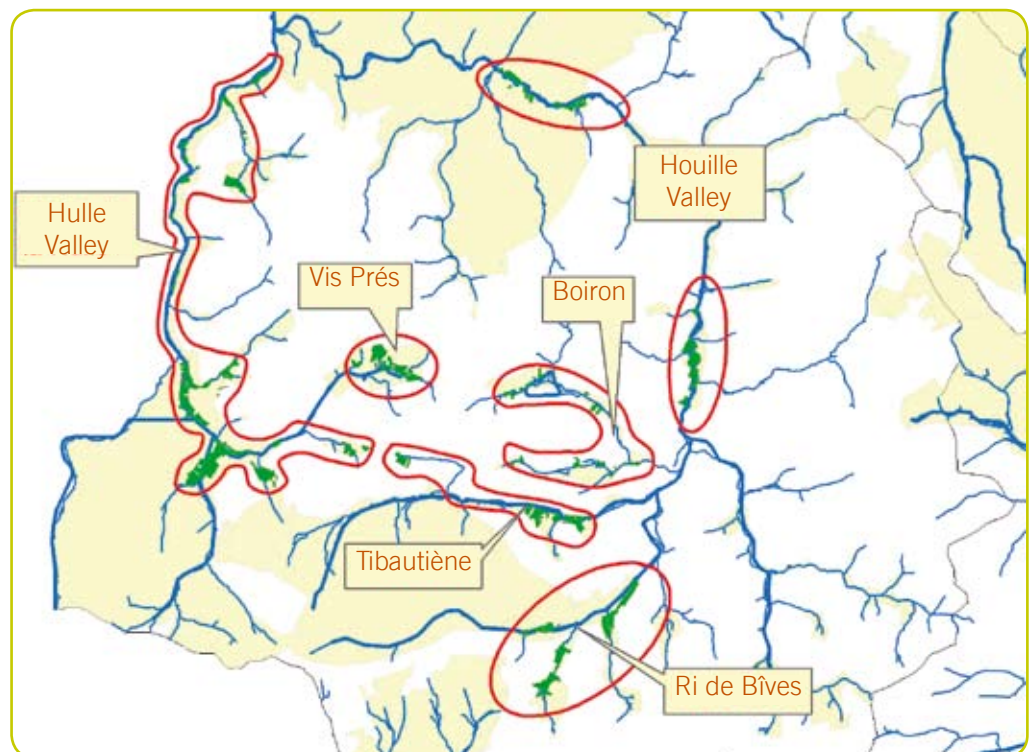 Houille
Valley
Hulle
Valley
Vis Prés
Boiron
Tibautiène
Ri de Bîves